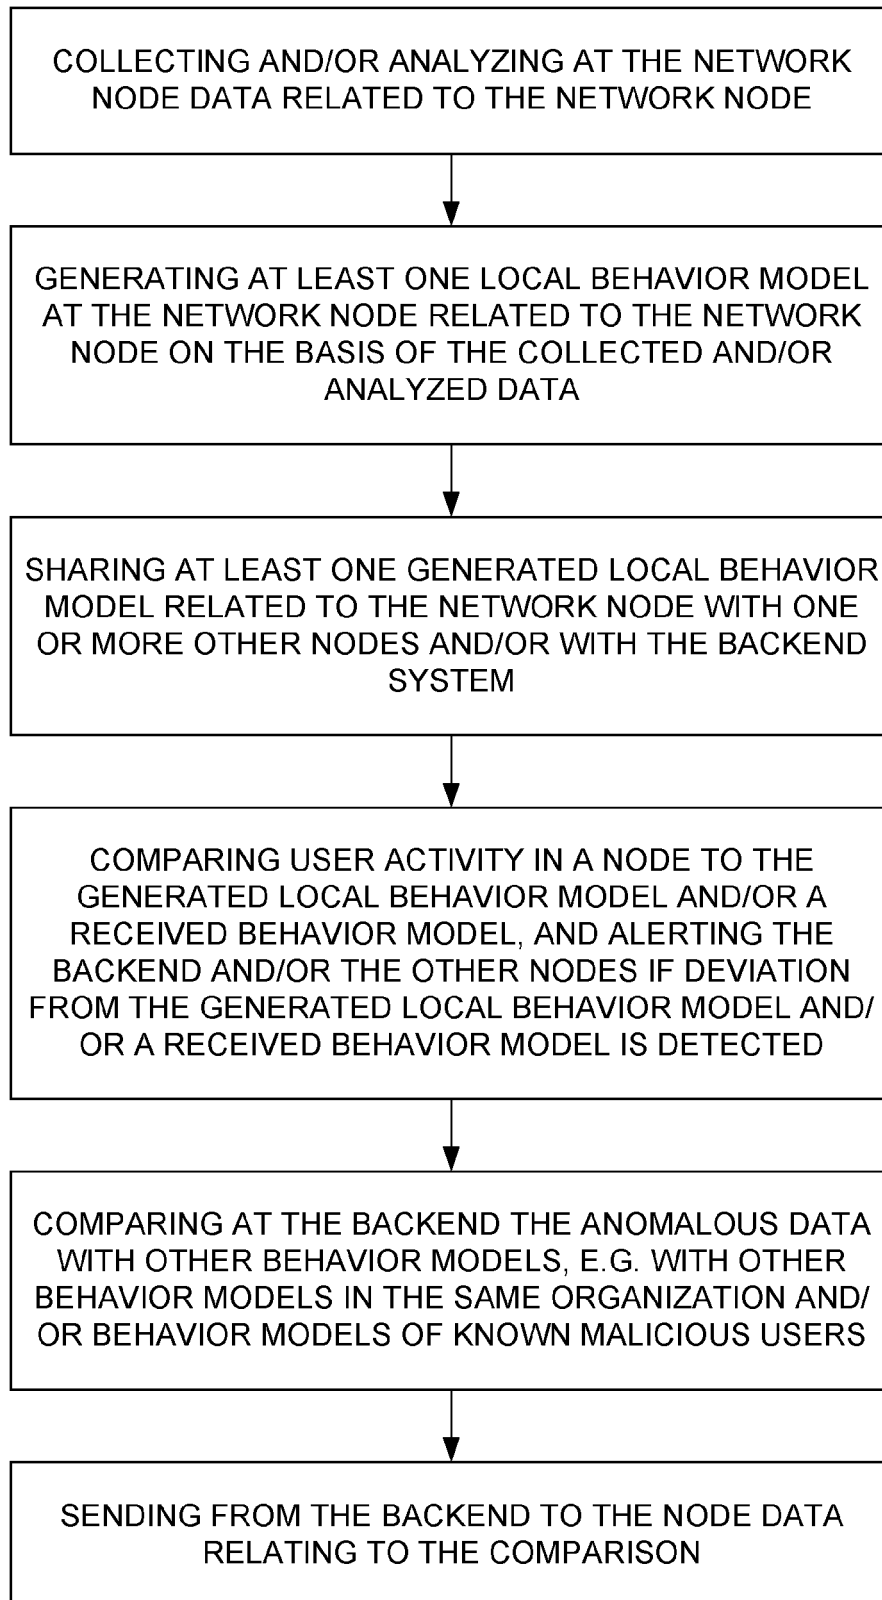 COLLECTING AND/OR ANALYZING AT THE NETWORK
NODE DATA RELATED TO THE NETWORK NODE
GENERATING AT LEAST ONE LOCAL BEHAVIOR MODEL
AT THE NETWORK NODE RELATED TO THE NETWORK
NODE ON THE BASIS OF THE COLLECTED AND/OR
ANALYZED DATA
SHARING AT LEAST ONE GENERATED LOCAL BEHAVIOR
MODEL RELATED TO THE NETWORK NODE WITH ONE
OR MORE OTHER NODES AND/OR WITH THE BACKEND
SYSTEM
COMPARING USER ACTIVITY IN A NODE TO THE
GENERATED LOCAL BEHAVIOR MODEL AND/OR A
RECEIVED BEHAVIOR MODEL, AND ALERTING THE
BACKEND AND/OR THE OTHER NODES IF DEVIATION
FROM THE GENERATED LOCAL BEHAVIOR MODEL AND/
OR A RECEIVED BEHAVIOR MODEL IS DETECTED
COMPARING AT THE BACKEND THE ANOMALOUS DATA
WITH OTHER BEHAVIOR MODELS, E.G. WITH OTHER
BEHAVIOR MODELS IN THE SAME ORGANIZATION AND/
OR BEHAVIOR MODELS OF KNOWN MALICIOUS USERS
SENDING FROM THE BACKEND TO THE NODE DATA
RELATING TO THE COMPARISON